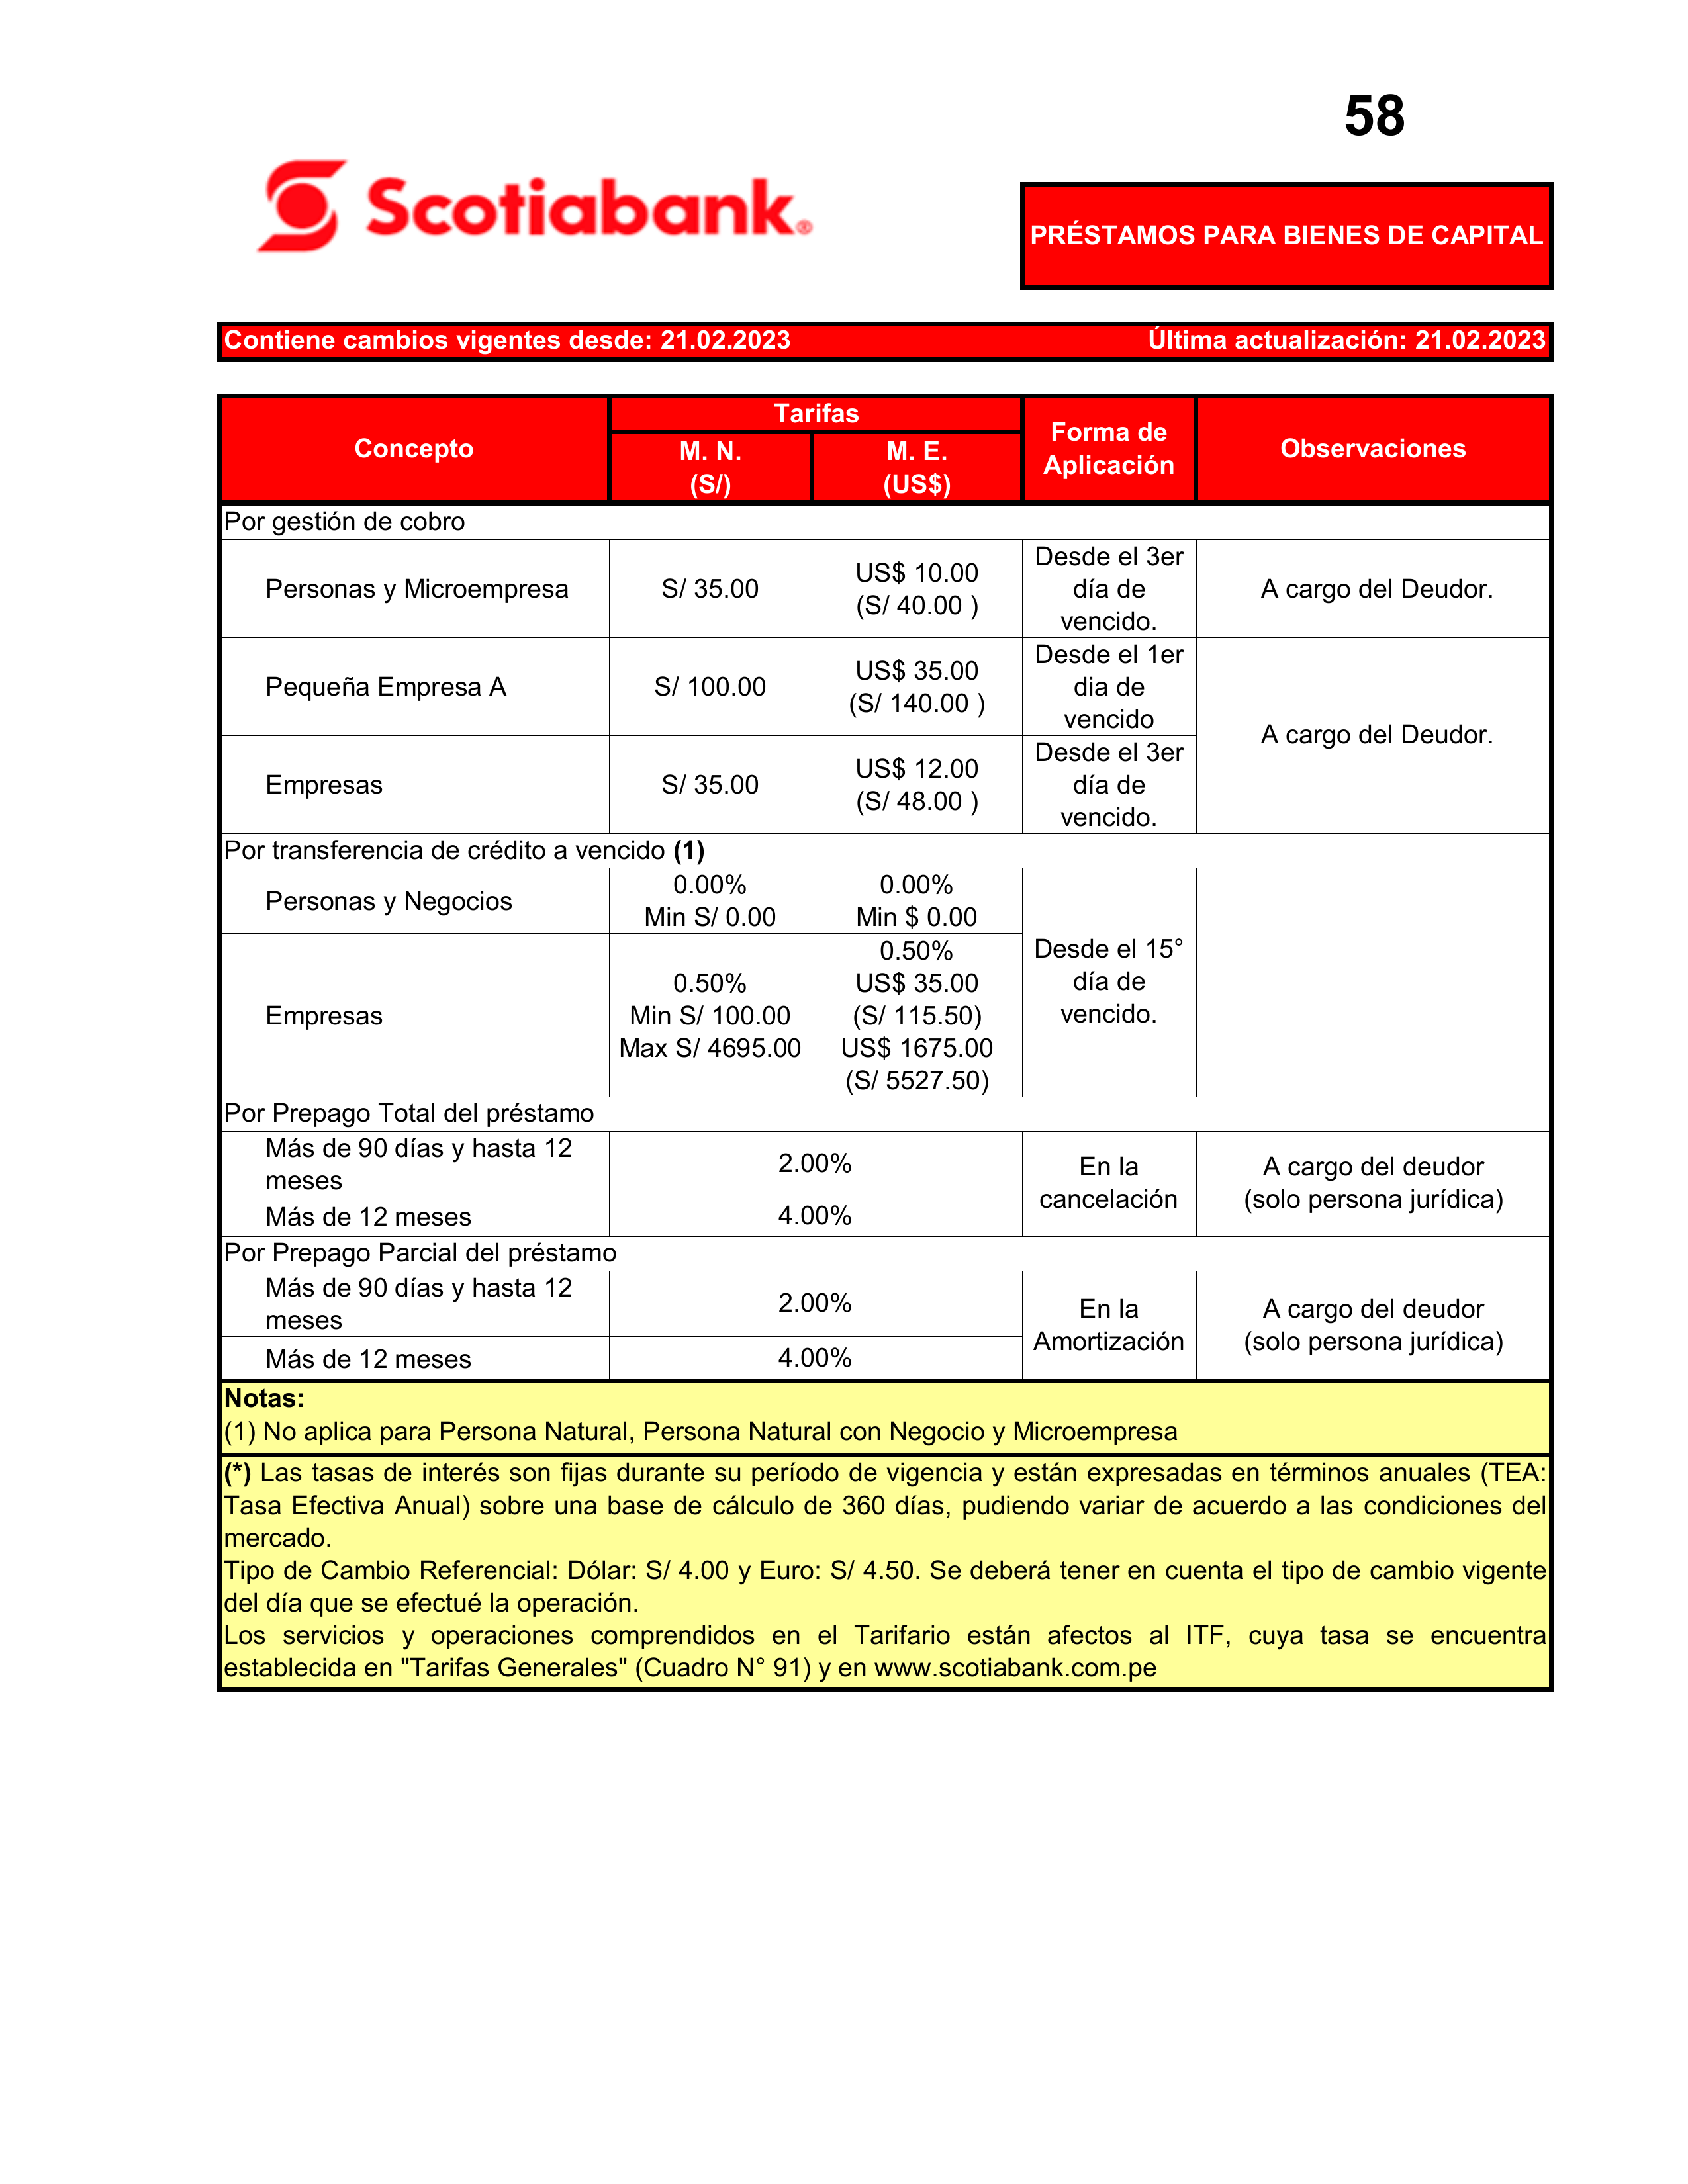 58
Scotiabank®
PRÉSTAMOS PARA BIENES DE CAPITAL
Contiene cambios vigentes desde: 21.02.2023 Última actualización: 21.02.2023
Concepto
Tarifas
M. N.
(S/)
M. E.
(US$)
Forma de
Aplicación
Observaciones
Por gestión de cobro
Personas y Microempresa
S/ 35.00
US$ 10.00
(S/ 40.00 )
Desde el 3er
día de
vencido.
A cargo del Deudor.
Pequeña Empresa A
S/ 100.00
US$ 35.00
(S/ 140.00 )
Desde el 1er
dia de
vencido
A cargo del Deudor.
Empresas
S/ 35.00
US$ 12.00
(S/ 48.00 )
Desde el 3er
día de
vencido.
Por transferencia de crédito a vencido (1)
Personas y Negocios
0.00%
Min S/ 0.00
0.00%
Min $ 0.00
Desde el 15°
día de
vencido.
Empresas
0.50%
Min S/ 100.00
Max S/ 4695.00
0.50%
US$ 35.00
(S/ 115.50)
US$ 1675.00
(S/ 5527.50)
Por Prepago Total del préstamo
Más de 90 días y hasta 12
meses
2.00%
En la
cancelación
A cargo del deudor
(solo persona jurídica)
Más de 12 meses
4.00%
Por Prepago Parcial del préstamo
Más de 90 días y hasta 12
meses
2.00%
En la
Amortización
A cargo del deudor
(solo persona jurídica)
Más de 12 meses
4.00%
Notas:
(1) No aplica para Persona Natural, Persona Natural con Negocio y Microempresa
(*) Las tasas de interés son fijas durante su período de vigencia y están expresadas en términos anuales (TEA:
Tasa Efectiva Anual) sobre una base de cálculo de 360 días, pudiendo variar de acuerdo a las condiciones del
mercado.
Tipo de Cambio Referencial: Dólar: S/ 4.00 y Euro: S/ 4.50. Se deberá tener en cuenta el tipo de cambio vigente
del día que se efectué la operación.
Los servicios y operaciones comprendidos en el Tarifario están afectos al ITF, cuya tasa se encuentra
establecida en "Tarifas Generales" (Cuadro N° 91) y en www.scotiabank.com.pe